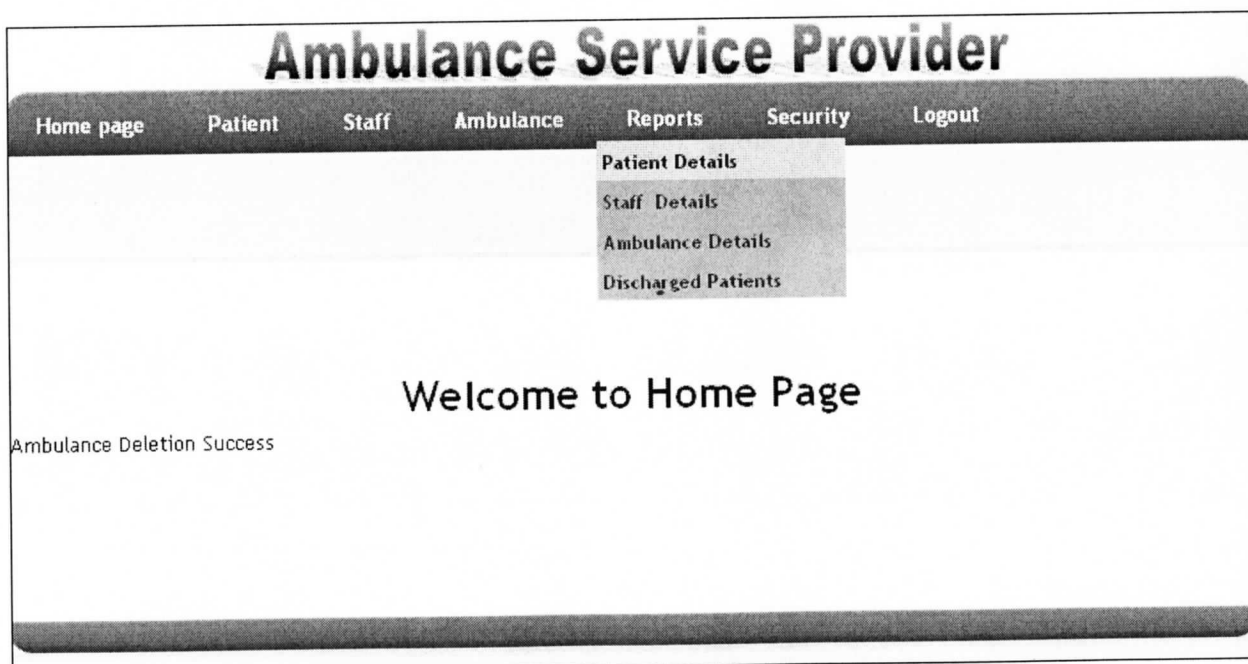 Ambulance Service Provider
Home page Patient Staff Ambulance Reports Security Logout
Patient Details
Staff Details
Ambulance Details
Discharged Patients
Welcome to Home Page
Ambulance Deletion Success